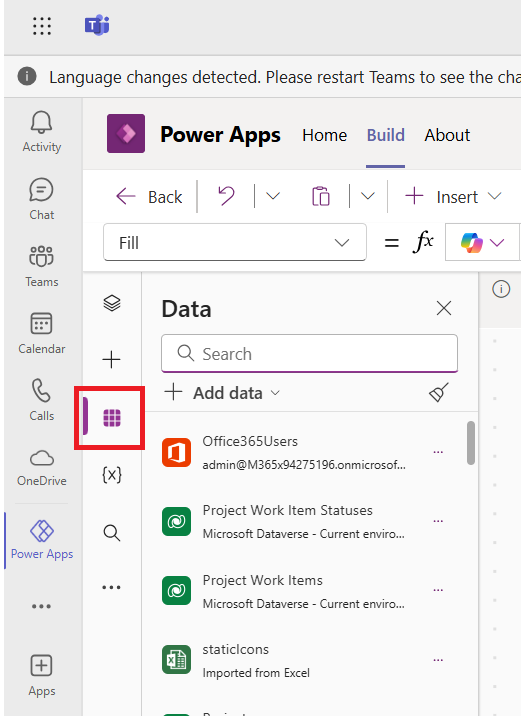 Language changes detected. Please restart Teams to see the cha
Activity
Chat
Teams
Calendar
Calls
OneDrive
Power Apps
Apps
Power Apps Home Build About
Back Insert
Fill = fx
Data
Search
Add data
Office365Users
admin@M365x94275196.onmicrosof...
Project Work Item Statuses
Microsoft Dataverse - Current enviro...
Project Work Items
Microsoft Dataverse - Current enviro...
staticIcons
Imported from Excel